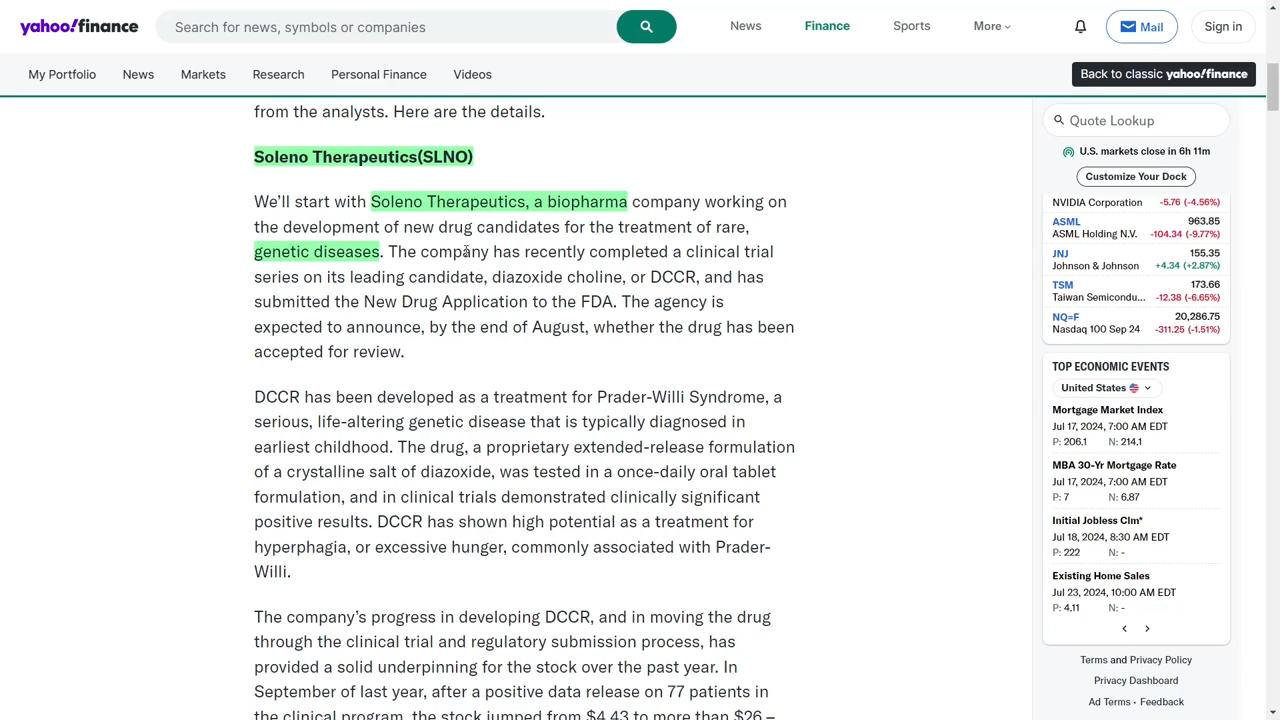 yahoo!finance
Search for news, symbols or companies
News
Finance
Sports
More
Mail
Sign in
My Portfolio
News
Markets
Research
Personal Finance
Videos
Back to classic yahoo!finance
from the analysts. Here are the details.
Soleno Therapeutics(SLNO)
We’ll start with Soleno Therapeutics, a biopharma company working on
the development of new drug candidates for the treatment of rare,
genetic diseases. The company has recently completed a clinical trial
series on its leading candidate, diazoxide choline, or DCCR, and has
submitted the New Drug Application to the FDA. The agency is
expected to announce, by the end of August, whether the drug has been
accepted for review.
DCCR has been developed as a treatment for Prader-Willi Syndrome, a
serious, life-altering genetic disease that is typically diagnosed in
earliest childhood. The drug, a proprietary extended-release formulation
of a crystalline salt of diazoxide, was tested in a once-daily oral tablet
formulation, and in clinical trials demonstrated clinically significant
positive results. DCCR has shown high potential as a treatment for
hyperphagia, or excessive hunger, commonly associated with Prader-
Willi.
The company’s progress in developing DCCR, and in moving the drug
through the clinical trial and regulatory submission process, has
provided a solid underpinning for the stock over the past year. In
September of last year, after a positive data release on 77 patients in
the clinical program, the stock jumped from $4.43 to more than $26 –
Quote Lookup
U.S. markets close in 6h 11m
Customize Your Dock
NVIDIA Corporation -5.76 (-4.56%)
ASML 963.85
ASML Holding N.V. -104.34 (-9.77%)
JNJ 155.35
Johnson & Johnson +4.34 (+2.87%)
TSM 173.66
Taiwan Semicondu... -12.38 (-6.65%)
NQ=F 20,286.75
Nasdaq 100 Sep 24 -311.25 (-1.51%)
TOP ECONOMIC EVENTS
United States
Mortgage Market Index
Jul 17, 2024, 7:00 AM EDT
P: 206.1 N: 214.1
MBA 30-Yr Mortgage Rate
Jul 17, 2024, 7:00 AM EDT
P: 7 N: 6.87
Initial Jobless Clm*
Jul 18, 2024, 8:30 AM EDT
P: 222 N: -
Existing Home Sales
Jul 23, 2024, 10:00 AM EDT
P: 4.11 N: -
Terms and Privacy Policy
Privacy Dashboard
Ad Terms • Feedback